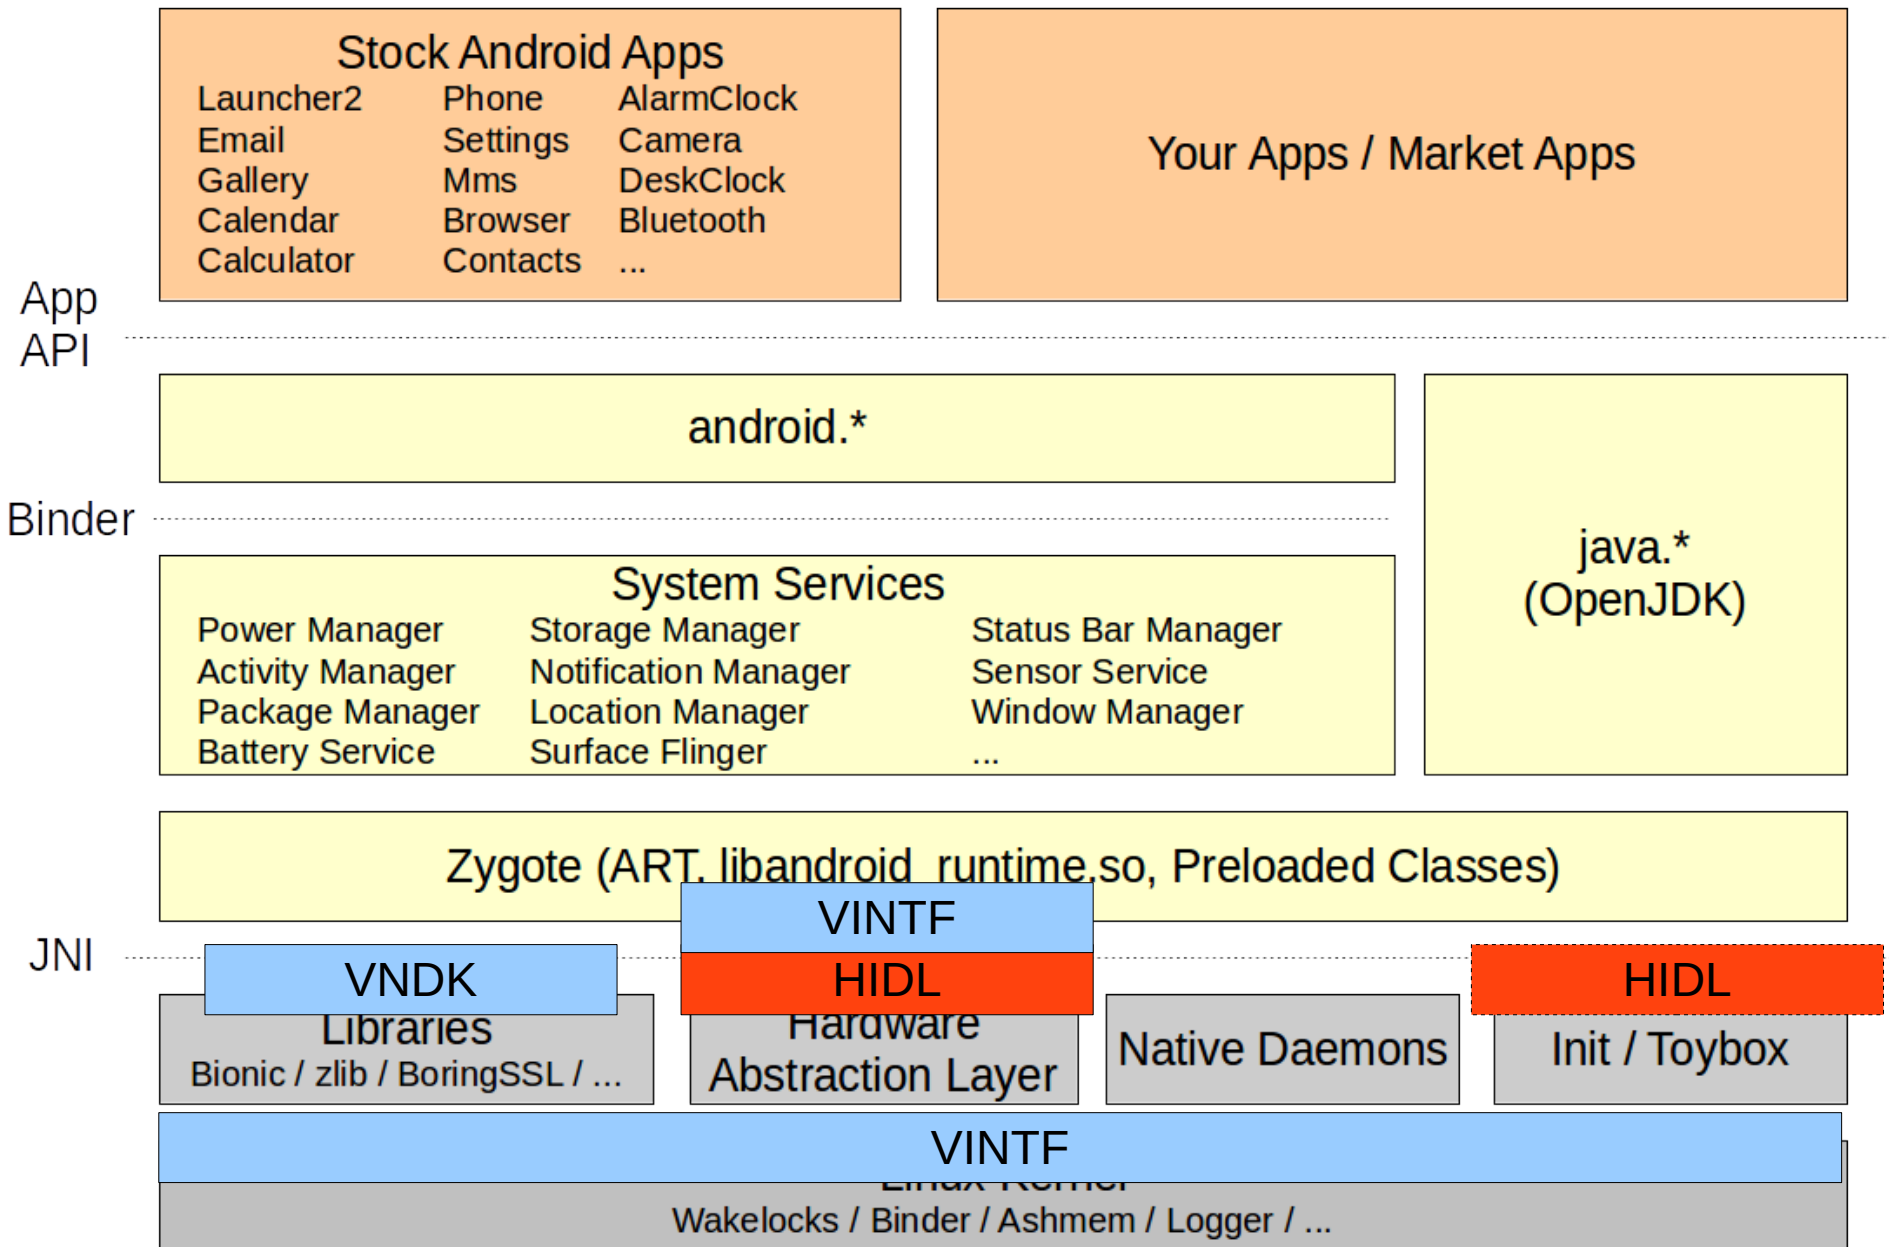 Stock Android Apps
Launcher2 Phone AlarmClock
Email Settings Camera
Gallery Mms DeskClock
Calendar Browser Bluetooth
Calculator Contacts ...
Your Apps / Market Apps
App
API
android.*
Binder
java.*
(OpenJDK)
System Services
Power Manager Storage Manager Status Bar Manager
Activity Manager Notification Manager Sensor Service
Package Manager Location Manager Window Manager
Battery Service Surface Flinger ...
Zygote (ART, libandroid_runtime.so, Preloaded Classes)
VINTF
JNI
VNDK
HIDL
HIDL
Libraries
Bionic / zlib / BoringSSL / ...
Hardware
Abstraction Layer
Native Daemons
Init / Toybox
VINTF
Linux Kernel
Wakelocks / Binder / Ashmem / Logger / ...